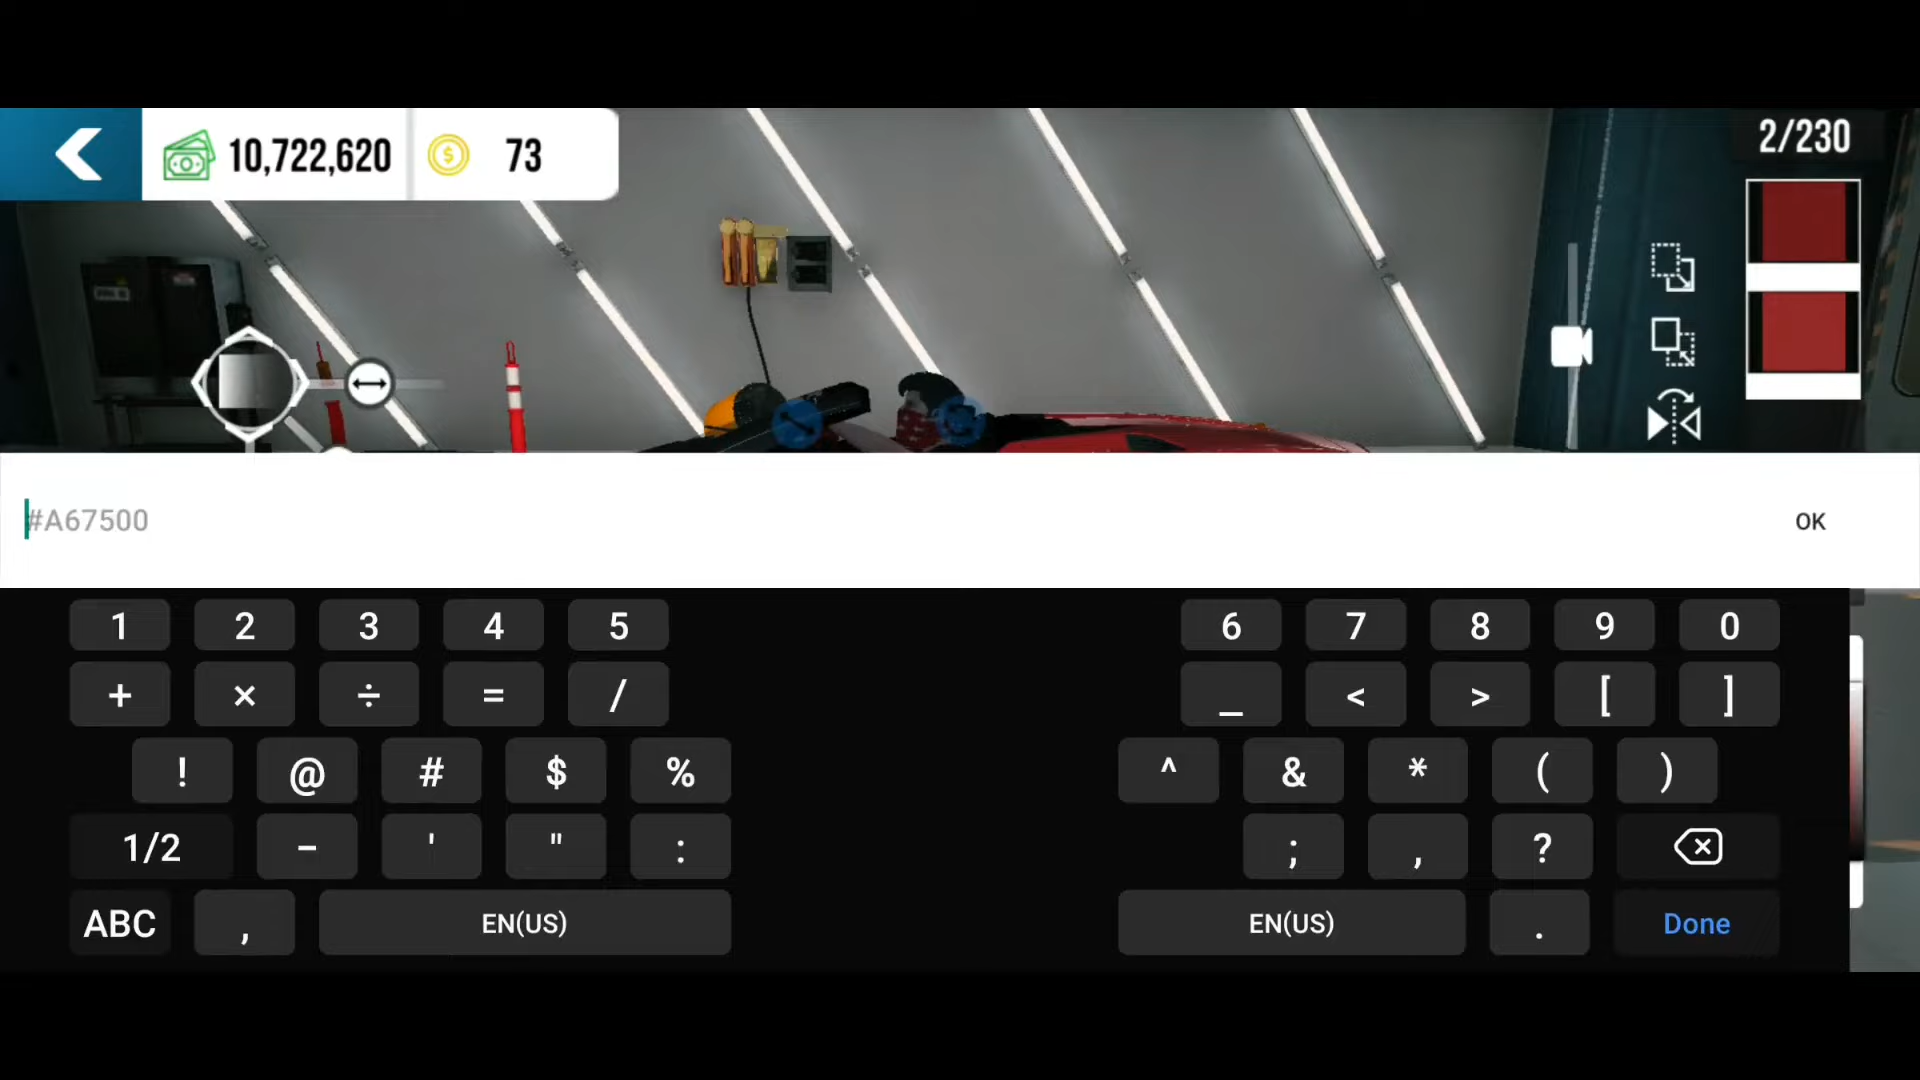 10,722,620 73
2/230
#A67500 OK
1 2 3 4 5 6 7 8 9 0
+ × ÷ = / _ < > [ ]
! @ # $ % ^ & * ( )
1/2 - ' " : ; , ?
ABC , EN(US) EN(US) . Done